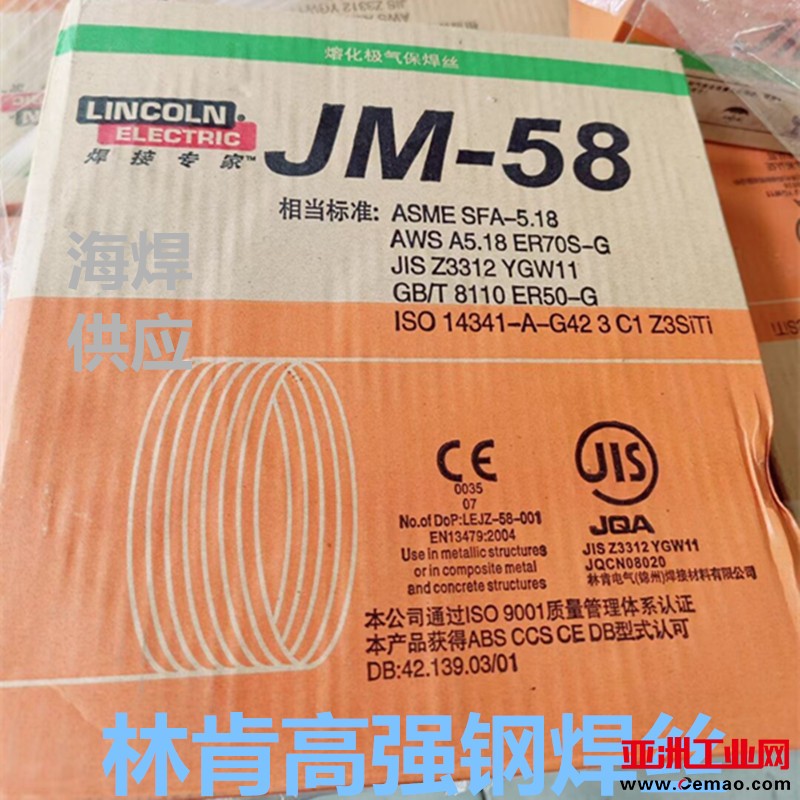 熔化极气保焊丝
LINCOLN
ELECTRIC
焊接专家™
JM-58
相当标准: ASME SFA-5.18
AWS A5.18 ER70S-G
JIS Z3312 YGW11
GB/T 8110 ER50-G
ISO 14341-A-G42 3 C1 Z3SiTi
海焊
供应
CE
0035
07
No.of DoP:LEJZ-58-001
EN13479:2004
Use in metallic structures
or in composite metal
and concrete structures
JIS
JQA
JIS Z3312 YGW11
JQCN08020
林肯电气(锦州)焊接材料有限公司
本公司通过ISO 9001质量管理体系认证
本产品获得ABS CCS CE DB型式认可
DB:42.139.03/01
林肯高强钢焊丝
亚洲工业网
www.Cemao.com